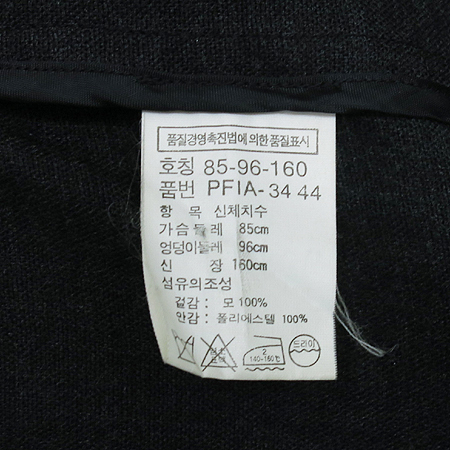 품질경영촉진법에의한품질표시
호칭 85-96-160
품번 PFIA-34 44
항 목 신체치수
가슴둘레 85cm
엉덩이둘레 96cm
신 장 160cm
섬유의조성
겉감 : 모 100%
안감 : 폴리에스텔 100%
2
140~160℃
드라이